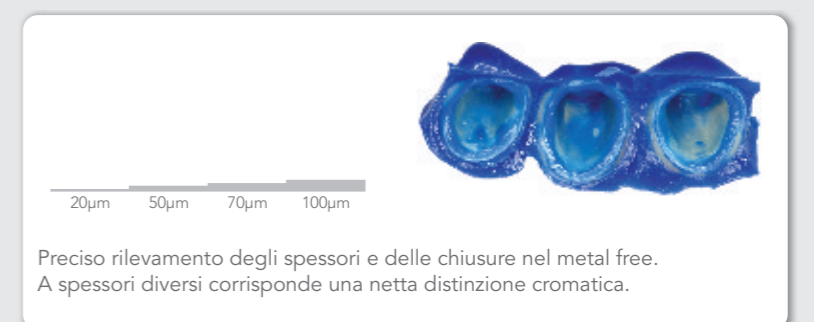 20µm 50µm 70µm 100µm
Preciso rilevamento degli spessori e delle chiusure nel metal free.
A spessori diversi corrisponde una netta distinzione cromatica.